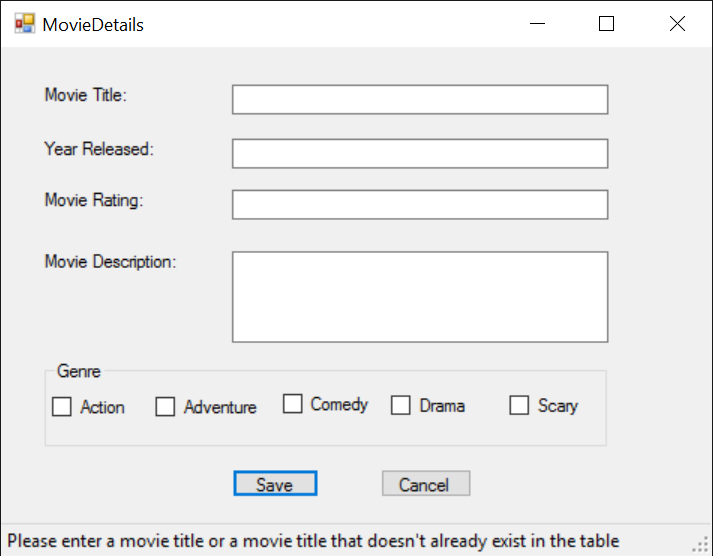 MovieDetails
Movie Title:
Year Released:
Movie Rating:
Movie Description:
Genre
Action Adventure Comedy Drama Scary
Save Cancel
Please enter a movie title or a movie title that doesn't already exist in the table